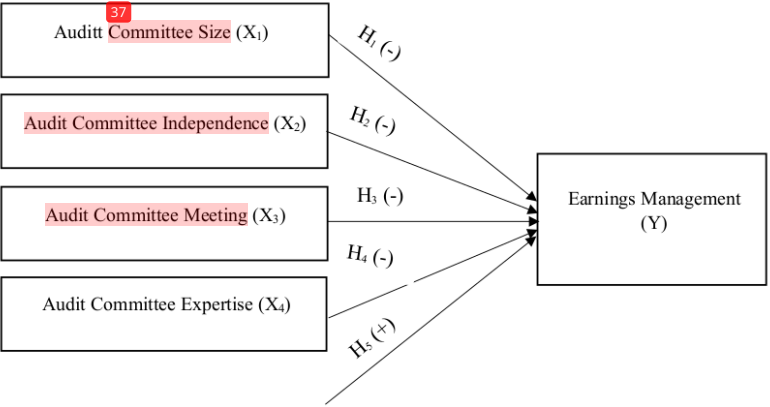 37
Auditt Committee Size (X₁)
H₁ (-)
Audit Committee Independence (X₂)
H₂ (-)
Audit Committee Meeting (X₃)
H₃ (-)
Earnings Management
(Y)
H₄ (-)
Audit Committee Expertise (X₄)
H₅ (+)